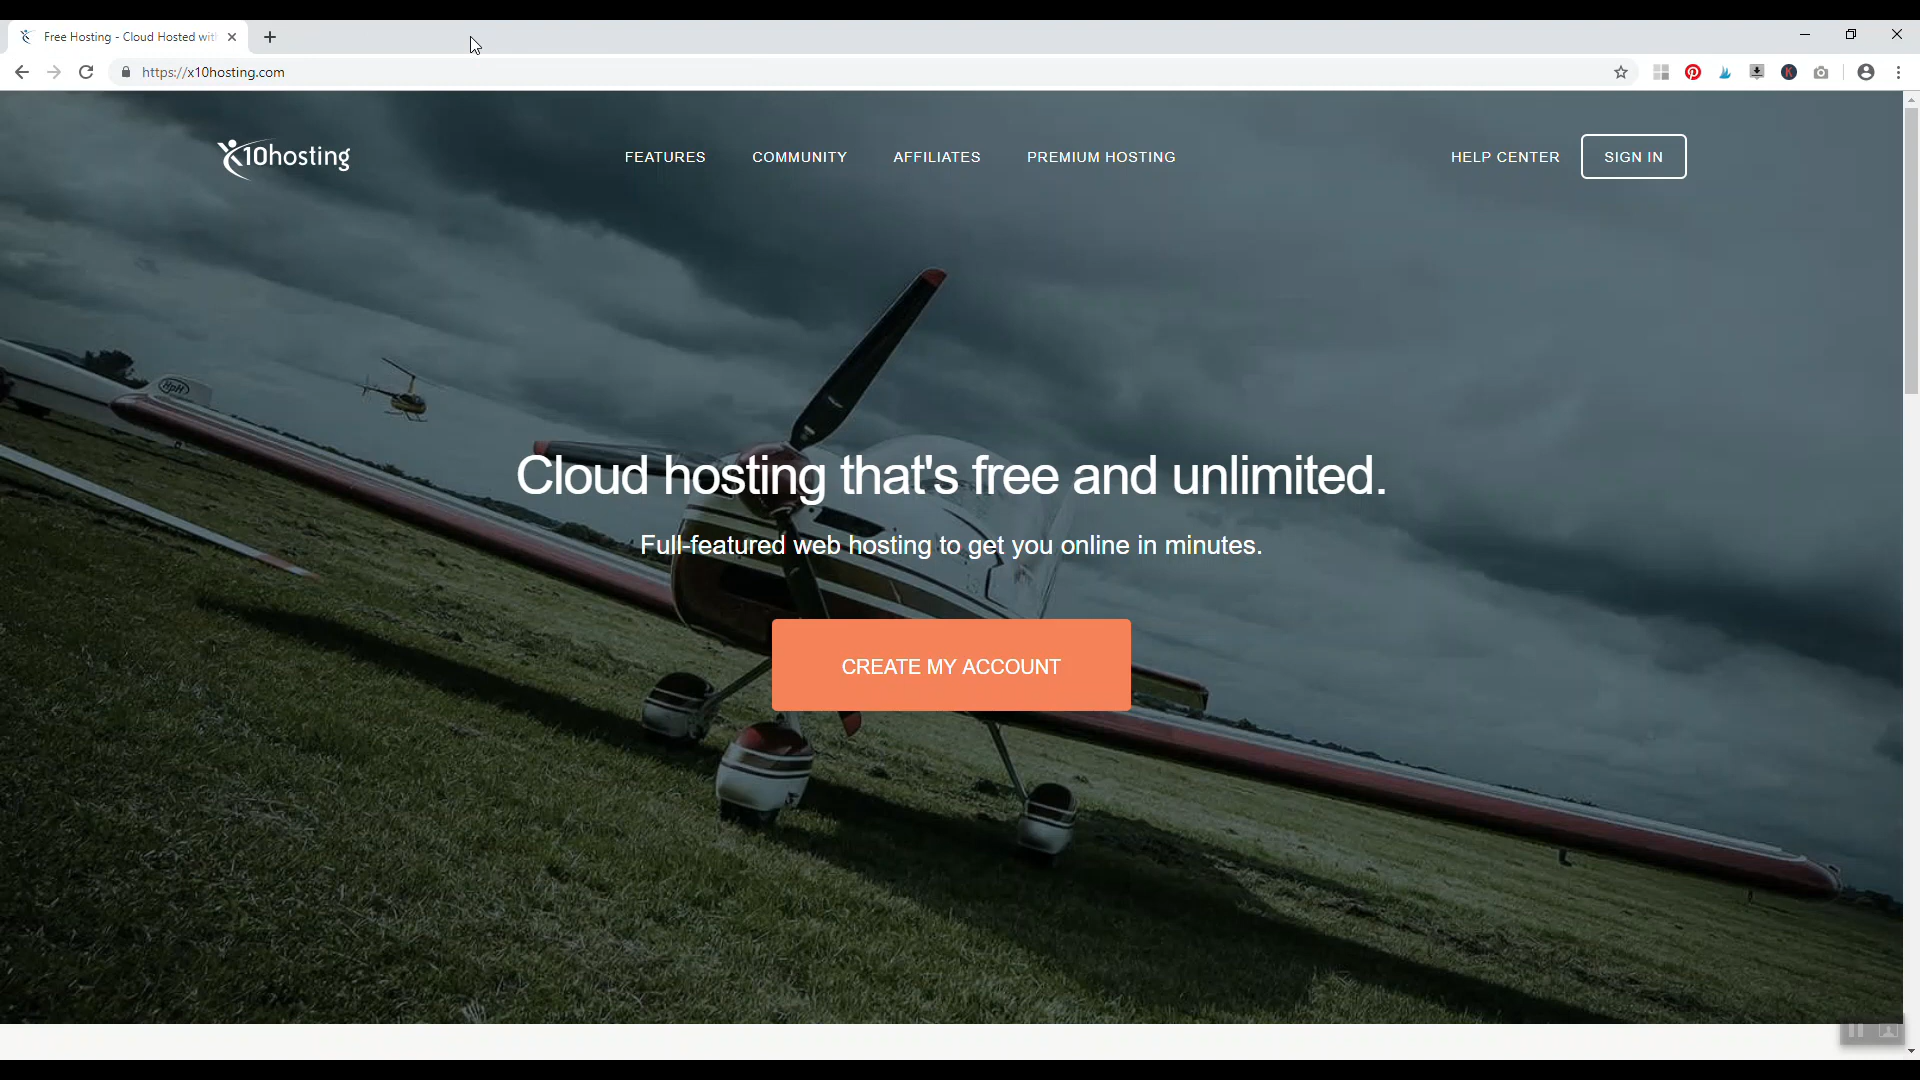 Free Hosting - Cloud Hosted wit
https://x10hosting.com
x10hosting
FEATURES
COMMUNITY
AFFILIATES
PREMIUM HOSTING
HELP CENTER
SIGN IN
HpH
Cloud hosting that's free and unlimited.
Full-featured web hosting to get you online in minutes.
CREATE MY ACCOUNT